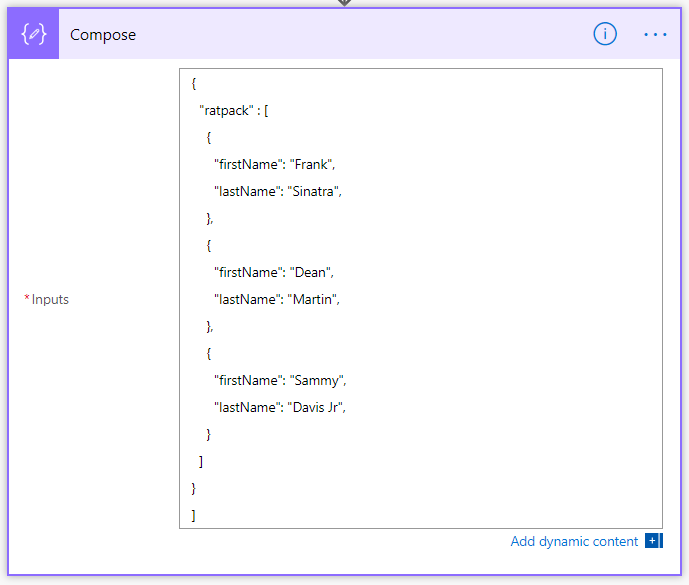 Compose
{
"ratpack" : [
{
"firstName": "Frank",
"lastName": "Sinatra",
},
{
"firstName": "Dean",
"lastName": "Martin",
},
{
"firstName": "Sammy",
"lastName": "Davis Jr",
}
]
}
]
*Inputs
Add dynamic content